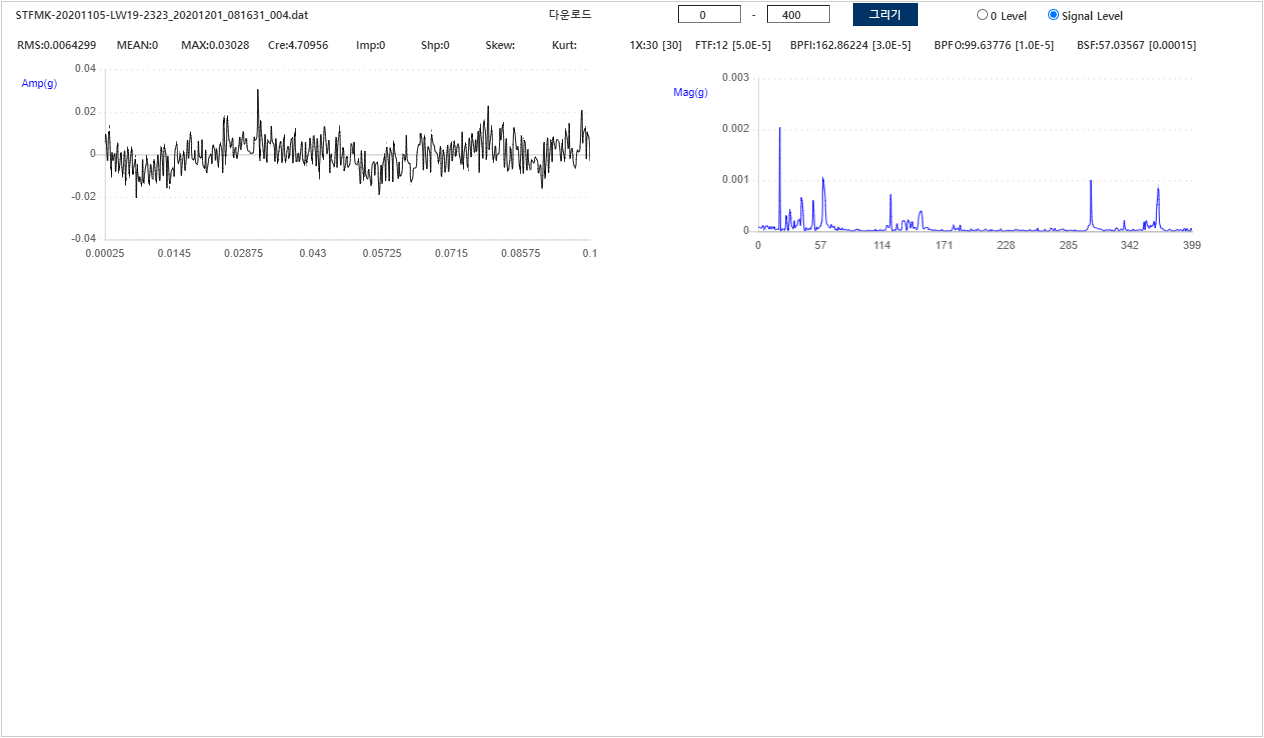 STFMK-20201105-LW19-2323_20201201_081631_004.dat 다운로드 0 - 400 그리기 0 Level Signal Level
RMS:0.0064299 MEAN:0 MAX:0.03028 Cre:4.70956 Imp:0 Shp:0 Skew: Kurt: 1X:30 [30] FTF:12 [5.0E-5] BPFI:162.86224 [3.0E-5] BPFO:99.63776 [1.0E-5] BSF:57.03567 [0.00015]
Amp(g)
0.04
0.02
0
-0.02
-0.04
0.00025 0.0145 0.02875 0.043 0.05725 0.0715 0.08575 0.1
Mag(g)
0.003
0.002
0.001
0
0 57 114 171 228 285 342 399